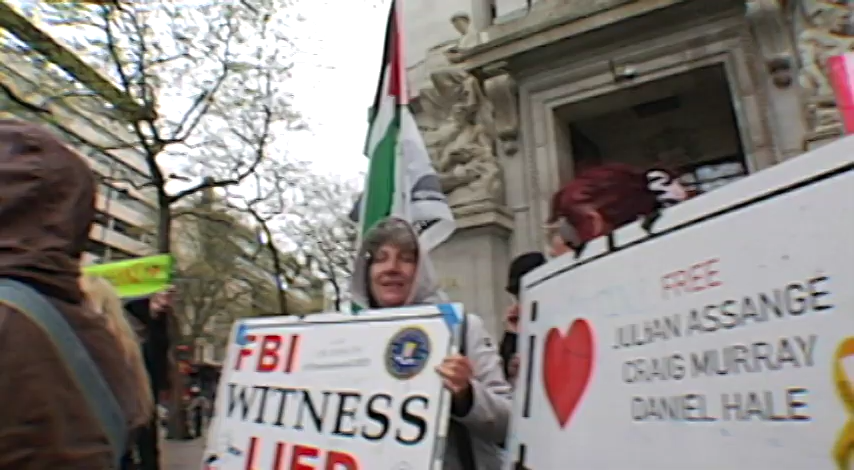 FBI
WITNESS
LIED
i
FREE
JULIAN ASSANGE
CRAIG MURRAY
DANIEL HALE